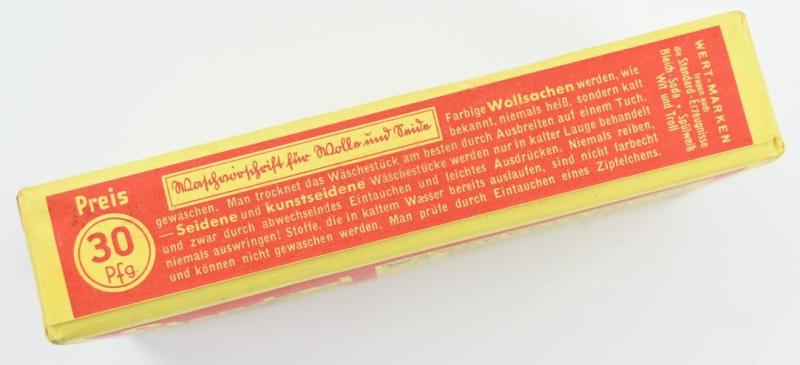 Preis
30
Pfg.
Waschvorschrift für Wolle und Seide
Farbige Wollsachen werden, wie
bekannt, niemals heiß, sondern kalt
gewaschen. Man trocknet das Wäschestück am besten durch Ausbreiten auf einem Tuch.
— Seidene und kunstseidene Wäschestücke werden nur in kalter Lauge behandelt
und zwar durch abwechselndes Eintauchen und leichtes Ausdrücken. Niemals reiben,
niemals auswringen! Stoffe, die in kaltem Wasser bereits auslaufen, sind nicht farbecht
und können nicht gewaschen werden. Man prüfe durch Eintauchen eines Zipfelchens.
WERT-MARKEN
tragen auch
die Standard-Erzeugnisse
Bleich-Soda • Spülweiß
Wit und Troll